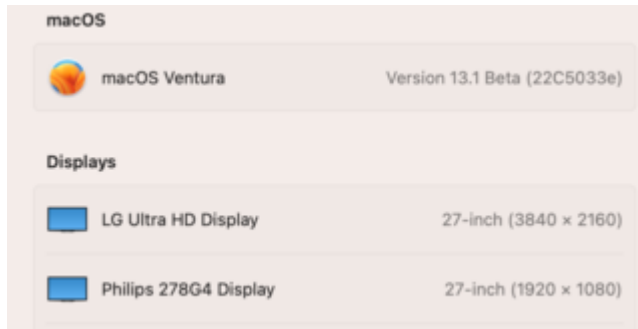 macOS
macOS Ventura Version 13.1 Beta (22C5033e)
Displays
LG Ultra HD Display 27-inch (3840 × 2160)
Philips 278G4 Display 27-inch (1920 × 1080)